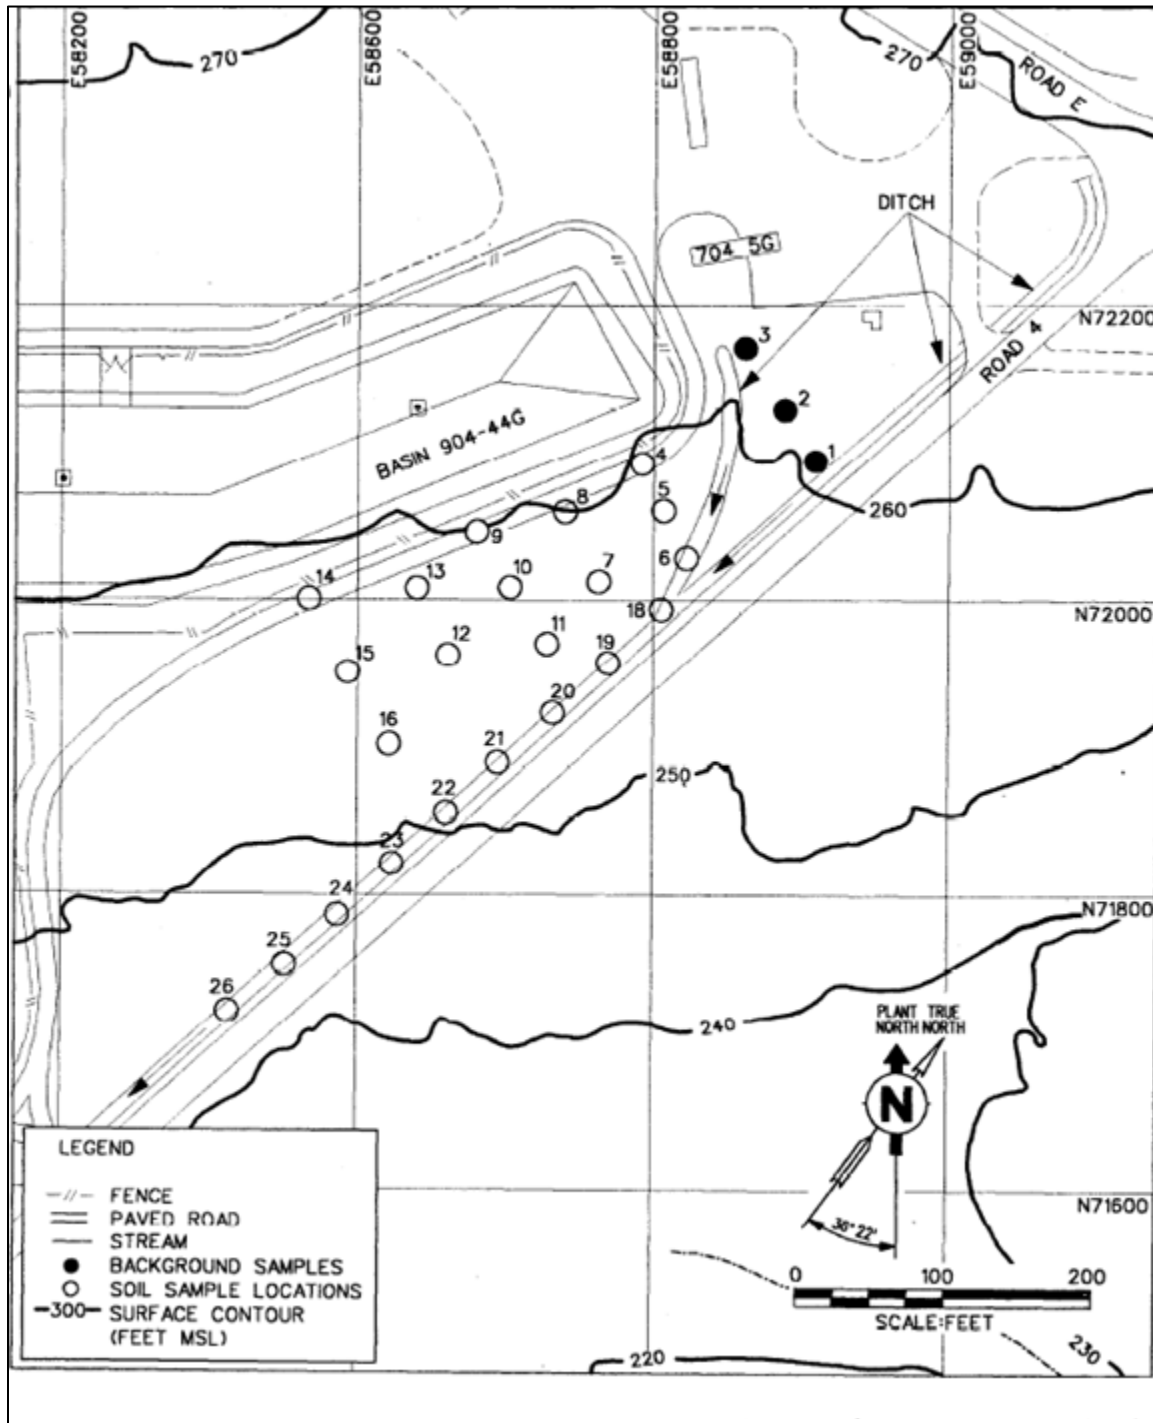 E58200
E58600
E58800
E59000
270
270
ROAD E
DITCH
704 5G
N72200
ROAD 4
3
2
1
BASIN 904-44G
4
8
5
9
260
6
7
10
13
14
18
N72000
11
12
19
15
20
16
21
250
22
23
24
N71800
25
26
240
PLANT TRUE
NORTH NORTH
N
LEGEND
FENCE
PAVED ROAD
STREAM
BACKGROUND SAMPLES
SOIL SAMPLE LOCATIONS
-300- SURFACE CONTOUR
(FEET MSL)
36° 22'
N71600
0 100 200
SCALE:FEET
220
230